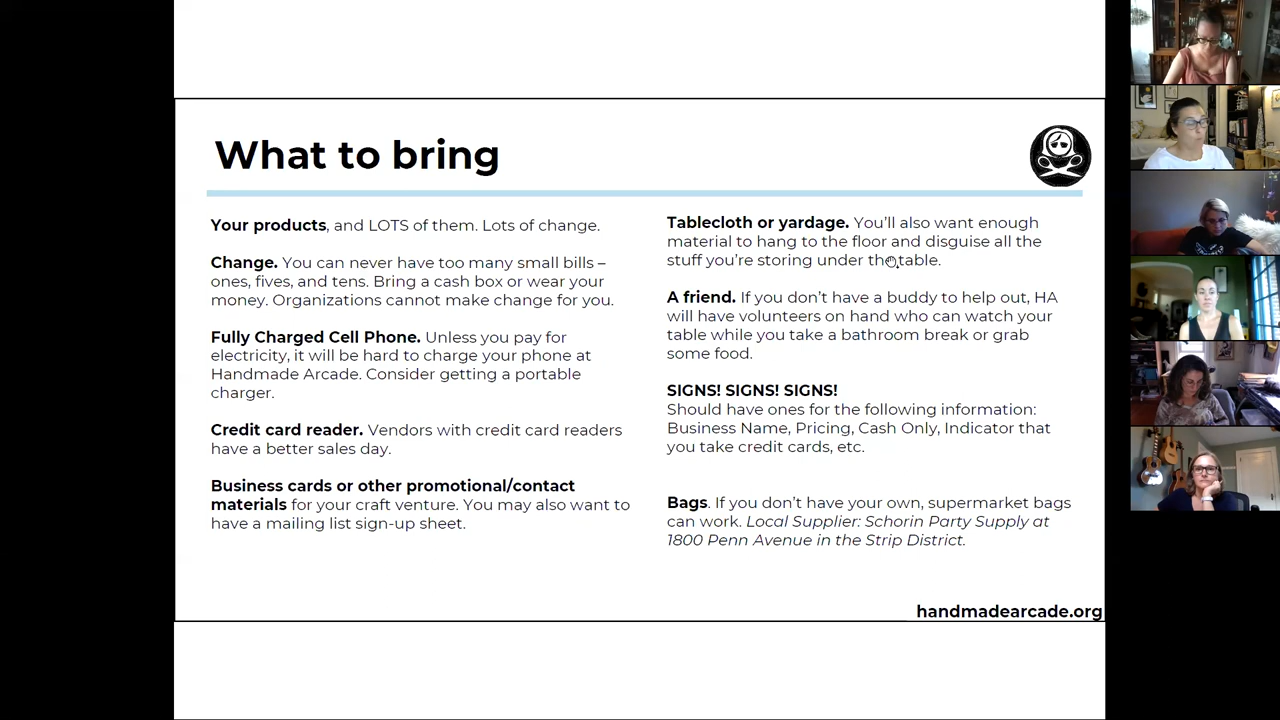 What to bring
Your products, and LOTS of them. Lots of change.
Change. You can never have too many small bills –
ones, fives, and tens. Bring a cash box or wear your
money. Organizations cannot make change for you.
Fully Charged Cell Phone. Unless you pay for
electricity, it will be hard to charge your phone at
Handmade Arcade. Consider getting a portable
charger.
Credit card reader. Vendors with credit card readers
have a better sales day.
Business cards or other promotional/contact
materials for your craft venture. You may also want to
have a mailing list sign-up sheet.
Tablecloth or yardage. You’ll also want enough
material to hang to the floor and disguise all the
stuff you’re storing under the table.
A friend. If you don’t have a buddy to help out, HA
will have volunteers on hand who can watch your
table while you take a bathroom break or grab
some food.
SIGNS! SIGNS! SIGNS!
Should have ones for the following information:
Business Name, Pricing, Cash Only, Indicator that
you take credit cards, etc.
Bags. If you don’t have your own, supermarket bags
can work. Local Supplier: Schorin Party Supply at
1800 Penn Avenue in the Strip District.
handmadearcade.org